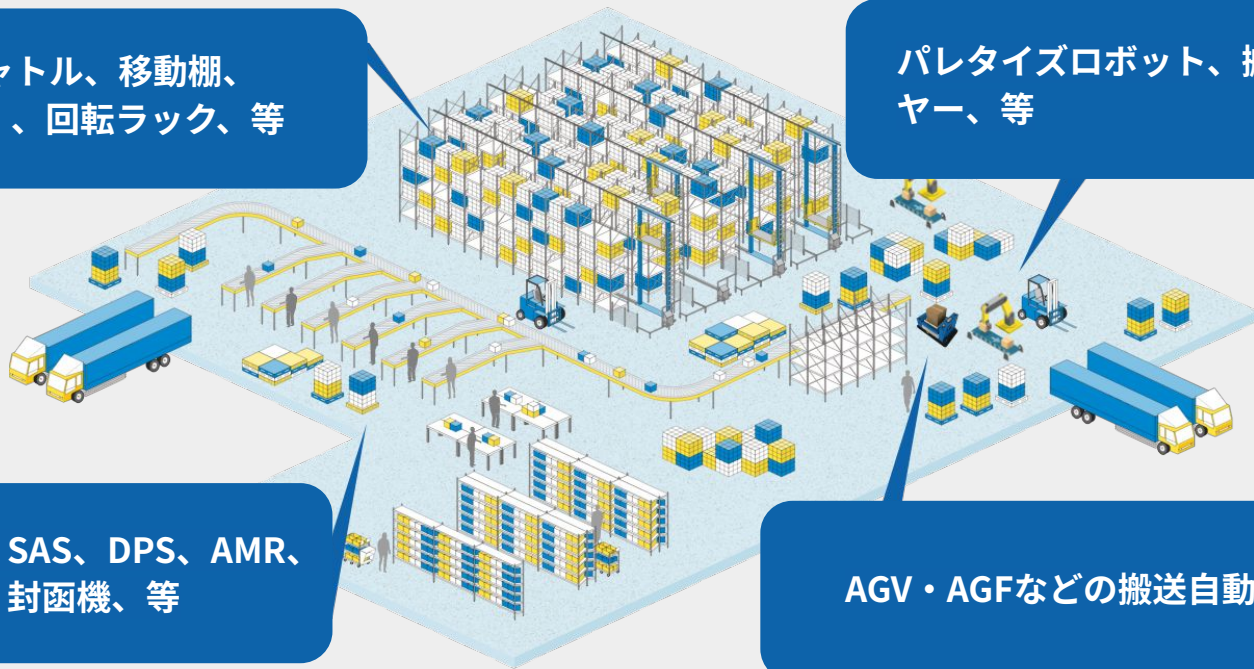 ャトル、移動棚、
、回転ラック、等
パレタイズロボット、搬
ヤー、等
SAS、DPS、AMR、
封函機、等
AGV・AGFなどの搬送自動